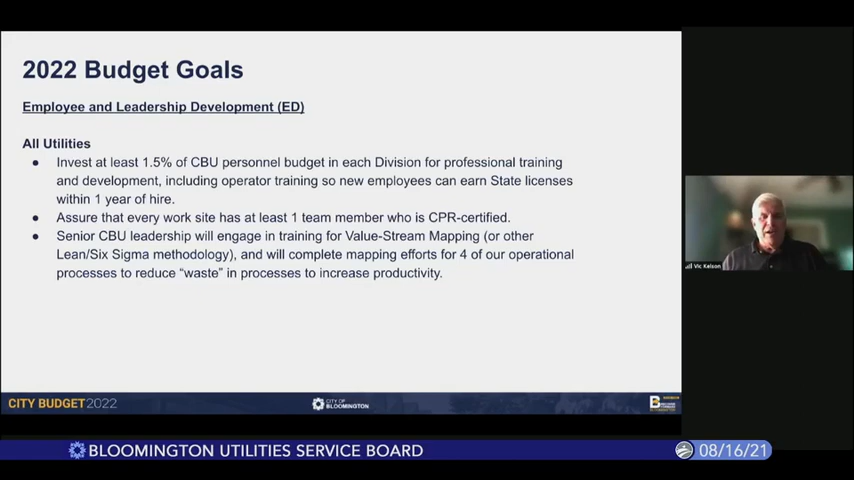 2022 Budget Goals
Employee and Leadership Development (ED)
All Utilities
● Invest at least 1.5% of CBU personnel budget in each Division for professional training
and development, including operator training so new employees can earn State licenses
within 1 year of hire.
● Assure that every work site has at least 1 team member who is CPR-certified.
● Senior CBU leadership will engage in training for Value-Stream Mapping (or other
Lean/Six Sigma methodology), and will complete mapping efforts for 4 of our operational
processes to reduce “waste” in processes to increase productivity.
Vic Kelson
CITY BUDGET2022
CITY OF
BLOOMINGTON
B
BLOOMINGTON UTILITIES SERVICE BOARD
08/16/21